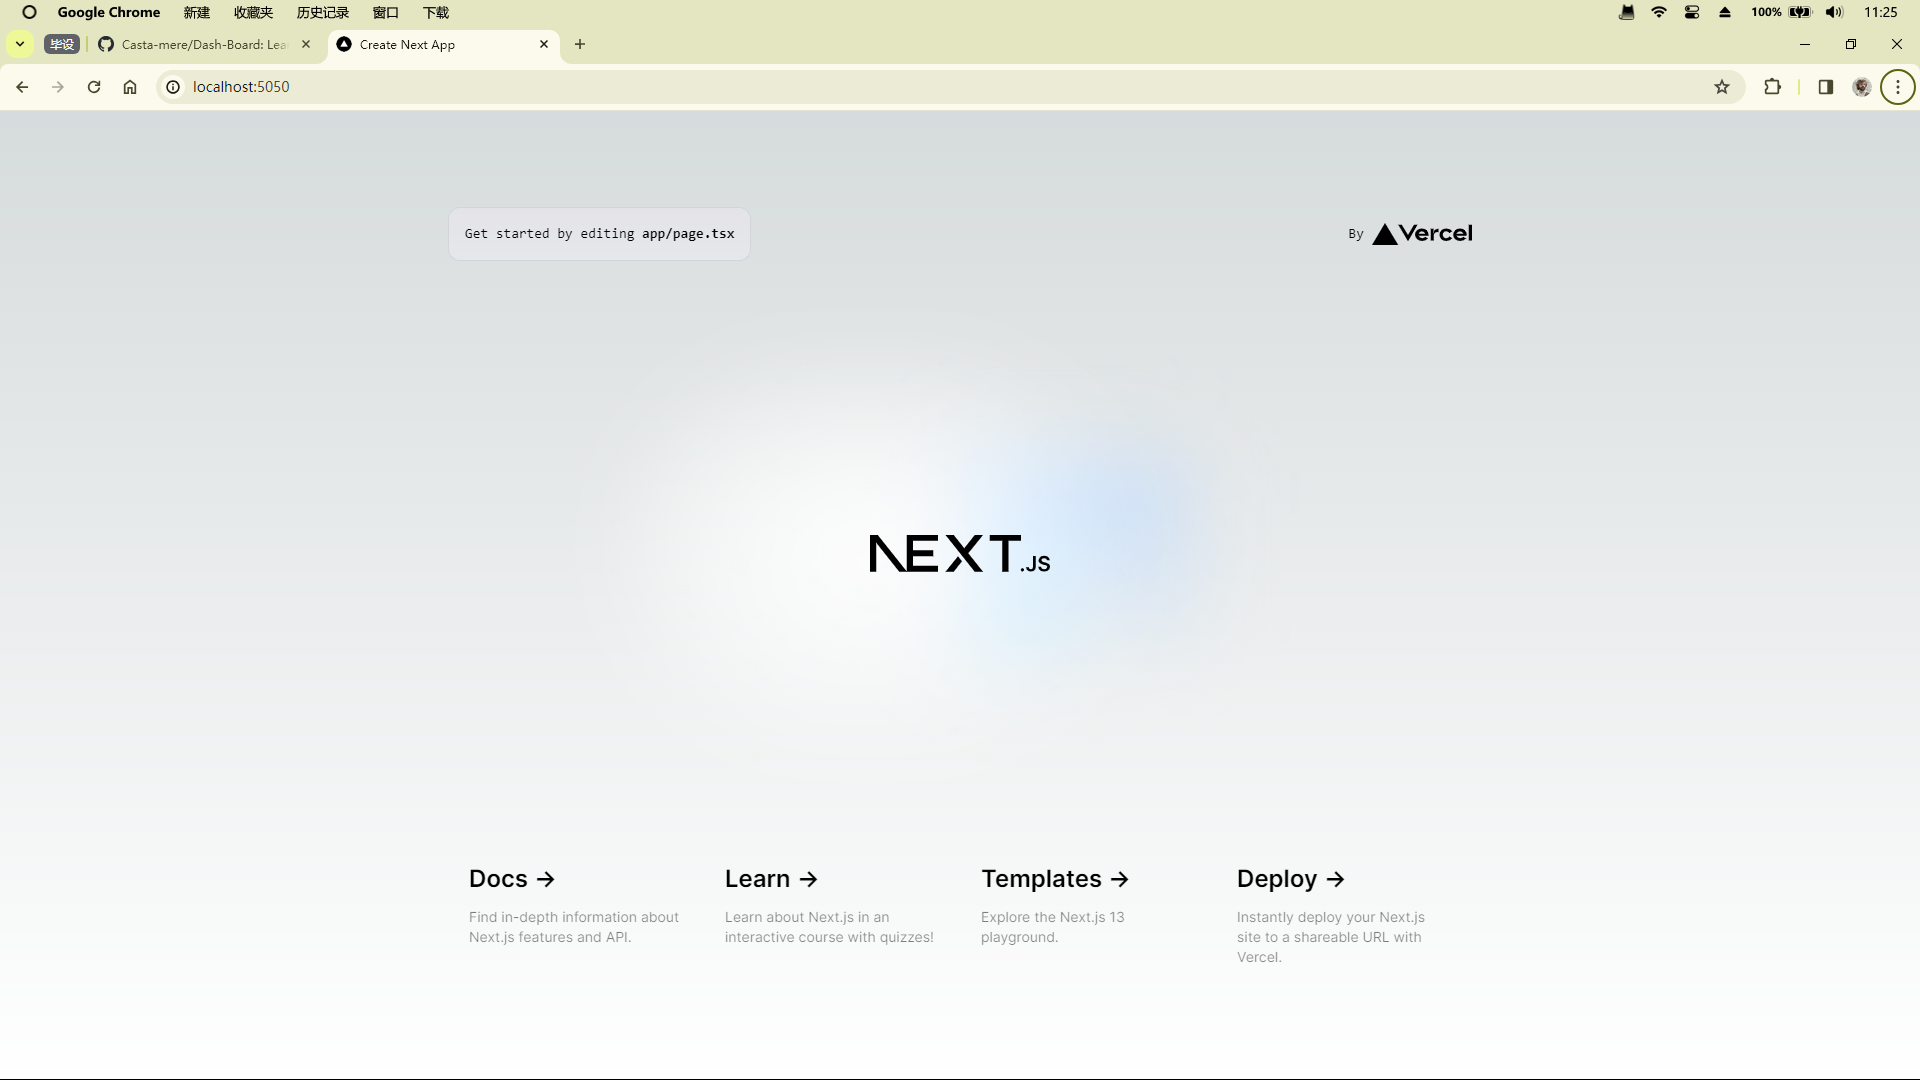 Google Chrome 新建 收藏夹 历史记录 窗口 下载 100% 11:25
毕设 Casta-mere/Dash-Board: Lea Create Next App
localhost:5050
Get started by editing app/page.tsx
By Vercel
NEXT.JS
Docs ->
Find in-depth information about
Next.js features and API.
Learn ->
Learn about Next.js in an
interactive course with quizzes!
Templates ->
Explore the Next.js 13
playground.
Deploy ->
Instantly deploy your Next.js
site to a shareable URL with
Vercel.